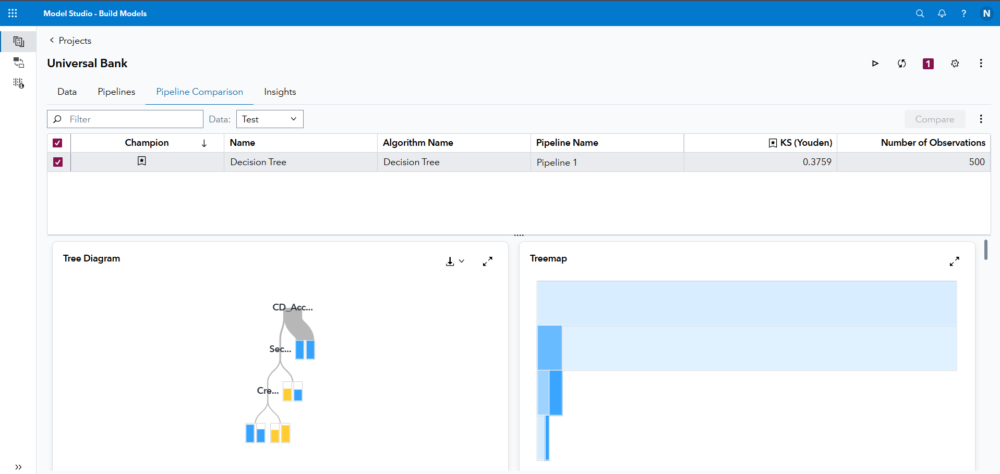 Model Studio - Build Models
? N
Projects
Universal Bank
1
Data Pipelines Pipeline Comparison Insights
Filter Data: Test Compare
Champion Name Algorithm Name Pipeline Name KS (Youden) Number of Observations
Decision Tree Decision Tree Pipeline 1 0.3759 500
Tree Diagram Treemap
CD_Acc...
Sec...
Cre...